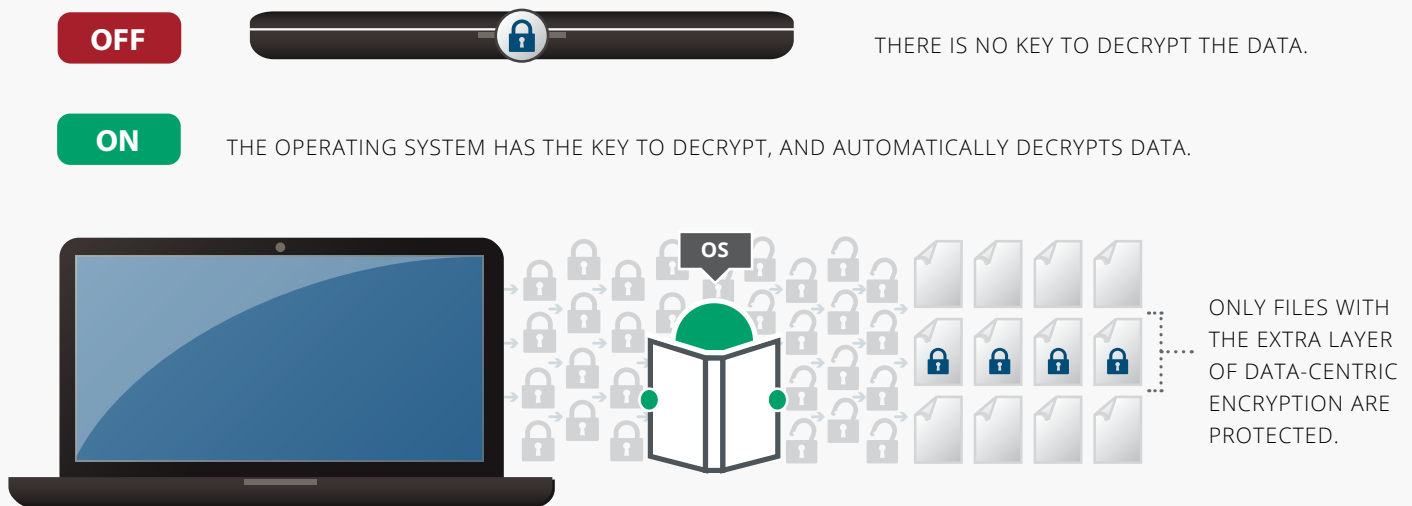 OFF
THERE IS NO KEY TO DECRYPT THE DATA.
ON
THE OPERATING SYSTEM HAS THE KEY TO DECRYPT, AND AUTOMATICALLY DECRYPTS DATA.
OS
ONLY FILES WITH
THE EXTRA LAYER
OF DATA-CENTRIC
ENCRYPTION ARE
PROTECTED.